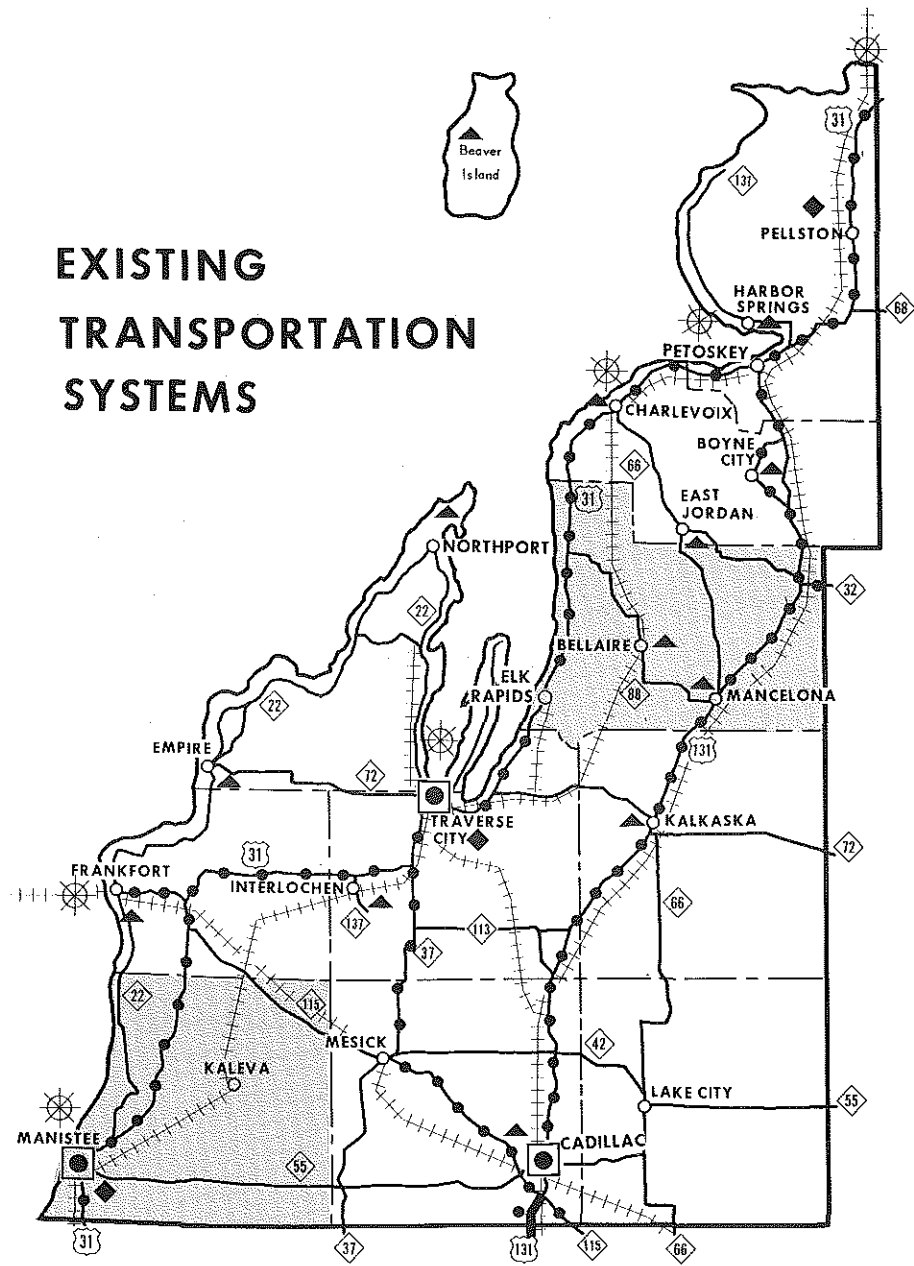 EXISTING
TRANSPORTATION
SYSTEMS
Beaver
Island
31
131
PELLSTON
HARBOR
SPRINGS
68
PETOSKEY
CHARLEVOIX
BOYNE
CITY
66
31
EAST
JORDAN
NORTHPORT
32
22
BELLAIRE
ELK
RAPIDS
88
MANCELONA
22
131
EMPIRE
72
TRAVERSE
CITY
KALKASKA
72
31
FRANKFORT
INTERLOCHEN
66
137
113
37
22
115
42
MESICK
KALEVA
LAKE CITY
55
MANISTEE
CADILLAC
55
31
37
131
115
66